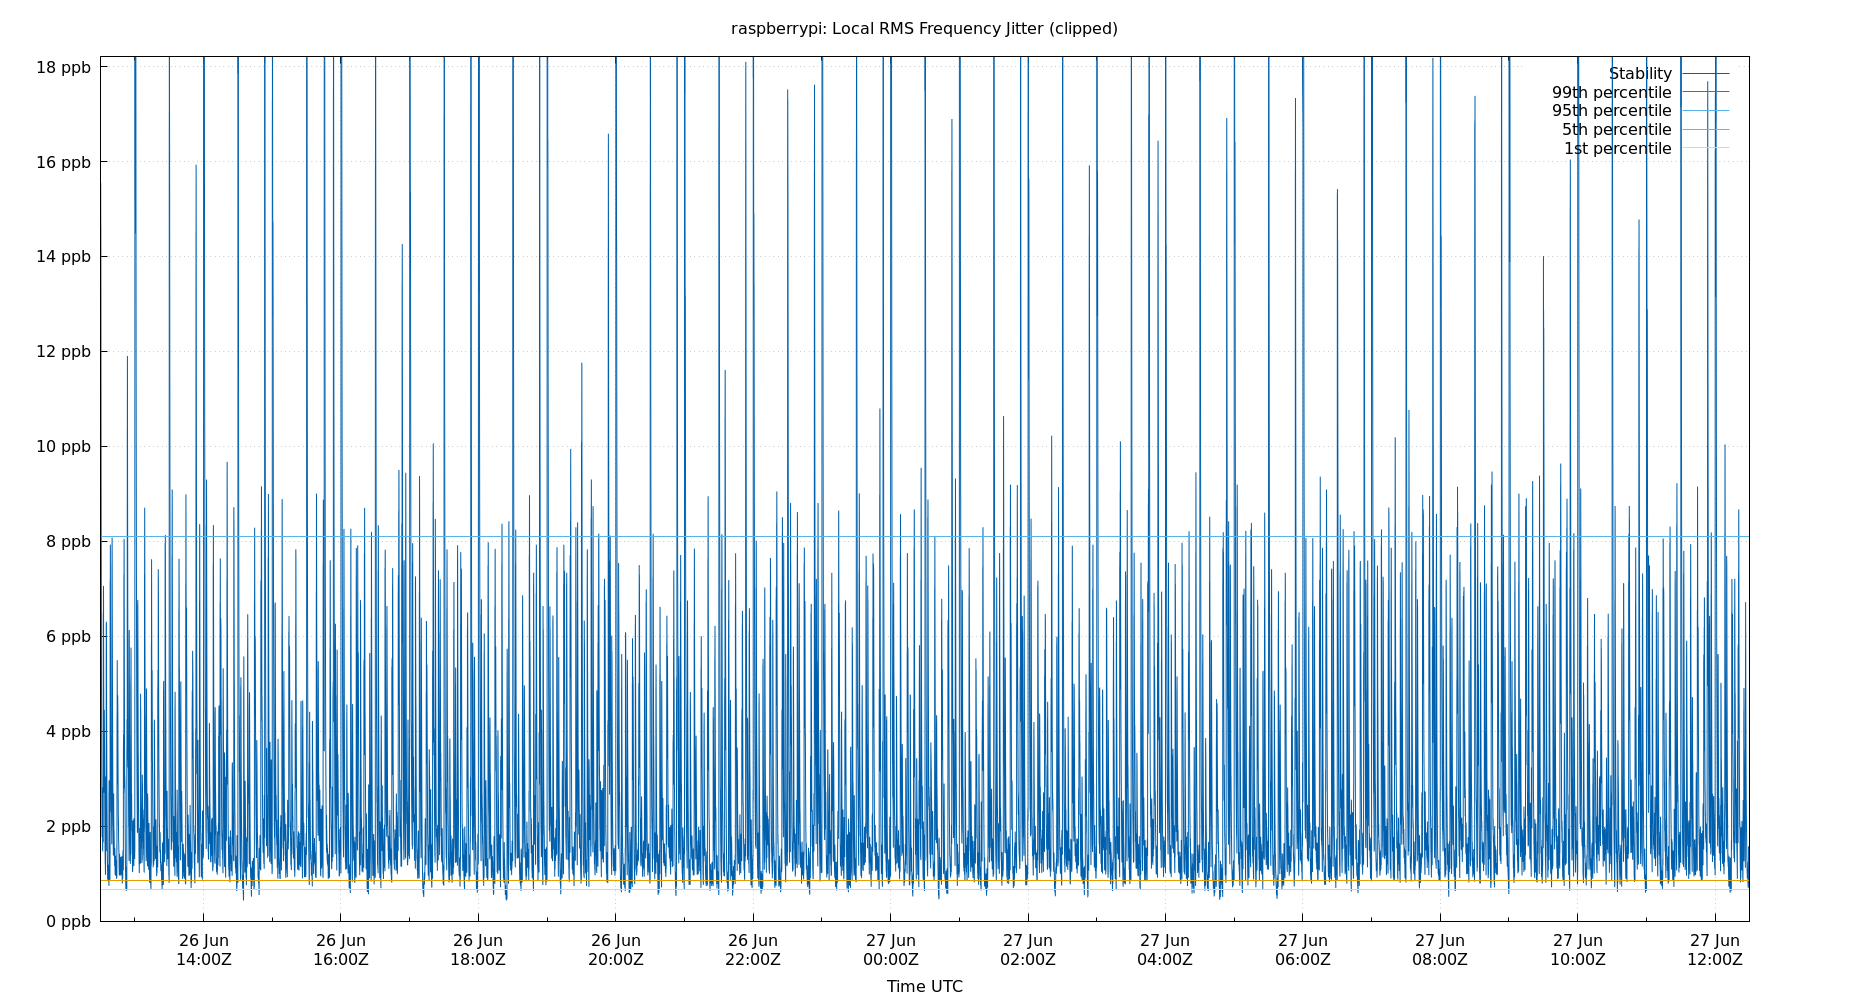 raspberrypi: Local RMS Frequency Jitter (clipped)
18 ppb
16 ppb
14 ppb
12 ppb
10 ppb
8 ppb
6 ppb
4 ppb
2 ppb
0 ppb
Stability
99th percentile
95th percentile
5th percentile
1st percentile
26 Jun 26 Jun 26 Jun 26 Jun 26 Jun 27 Jun 27 Jun 27 Jun 27 Jun 27 Jun 27 Jun 27 Jun
14:00Z 16:00Z 18:00Z 20:00Z 22:00Z 00:00Z 02:00Z 04:00Z 06:00Z 08:00Z 10:00Z 12:00Z
Time UTC